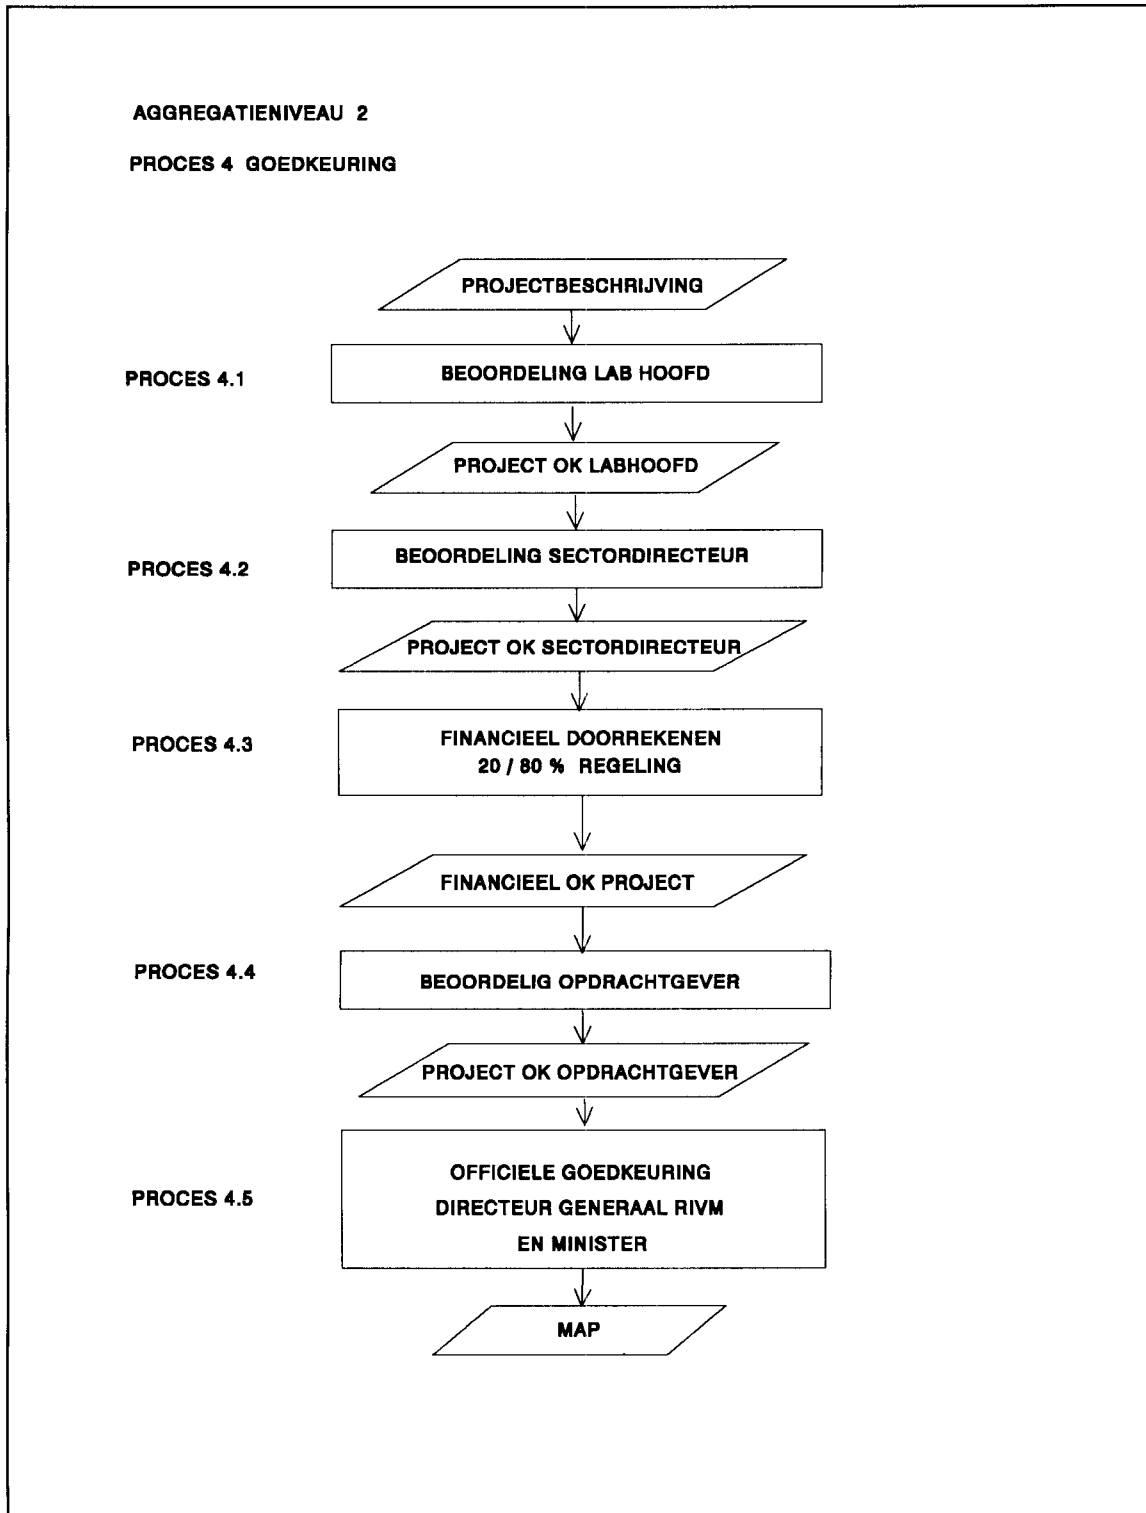 AGGREGATIENIVEAU 2
PROCES 4 GOEDKEURING
PROJECTBESCHRIJVING
PROCES 4.1
BEOORDELING LAB HOOFD
PROJECT OK LABHOOFD
PROCES 4.2
BEOORDELING SECTORDIRECTEUR
PROJECT OK SECTORDIRECTEUR
PROCES 4.3
FINANCIEEL DOORREKENEN
20 / 80 % REGELING
FINANCIEEL OK PROJECT
PROCES 4.4
BEOORDELIG OPDRACHTGEVER
PROJECT OK OPDRACHTGEVER
PROCES 4.5
OFFICIELE GOEDKEURING
DIRECTEUR GENERAAL RIVM
EN MINISTER
MAP